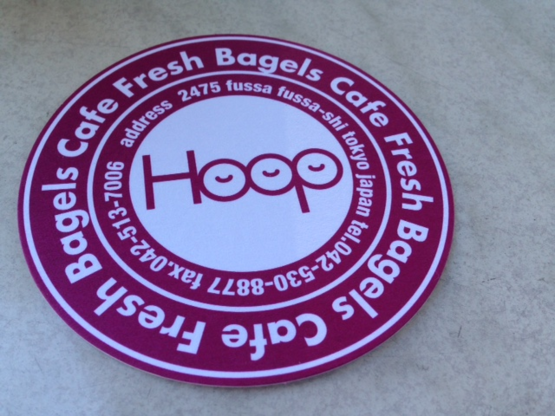 Fresh Bagels Cafe Fresh Bagels Cafe Fresh Bagels Cafe
address 2475 fussa fussa-shi tokyo japan tel.042-530-8877 fax.042-513-7006
Hoop